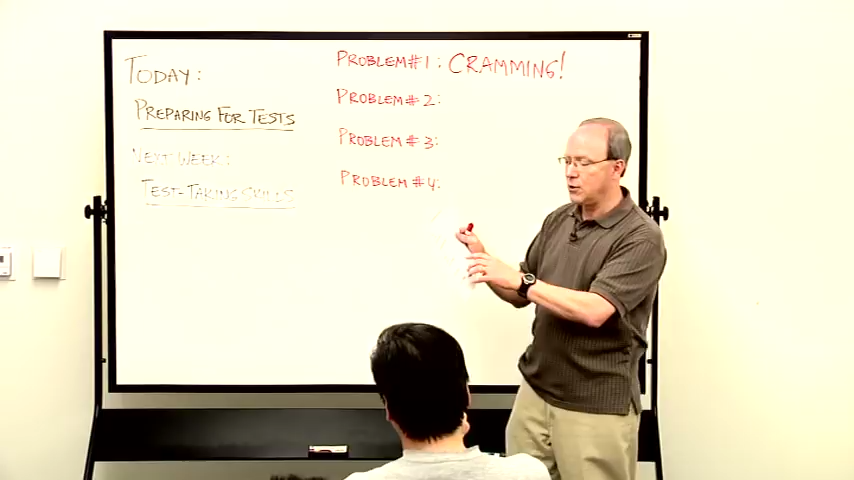 TODAY:
PREPARING FOR TESTS
NEXT WEEK:
TEST-TAKING SKILLS
PROBLEM #1: CRAMMING!
PROBLEM #2:
PROBLEM #3:
PROBLEM #4: